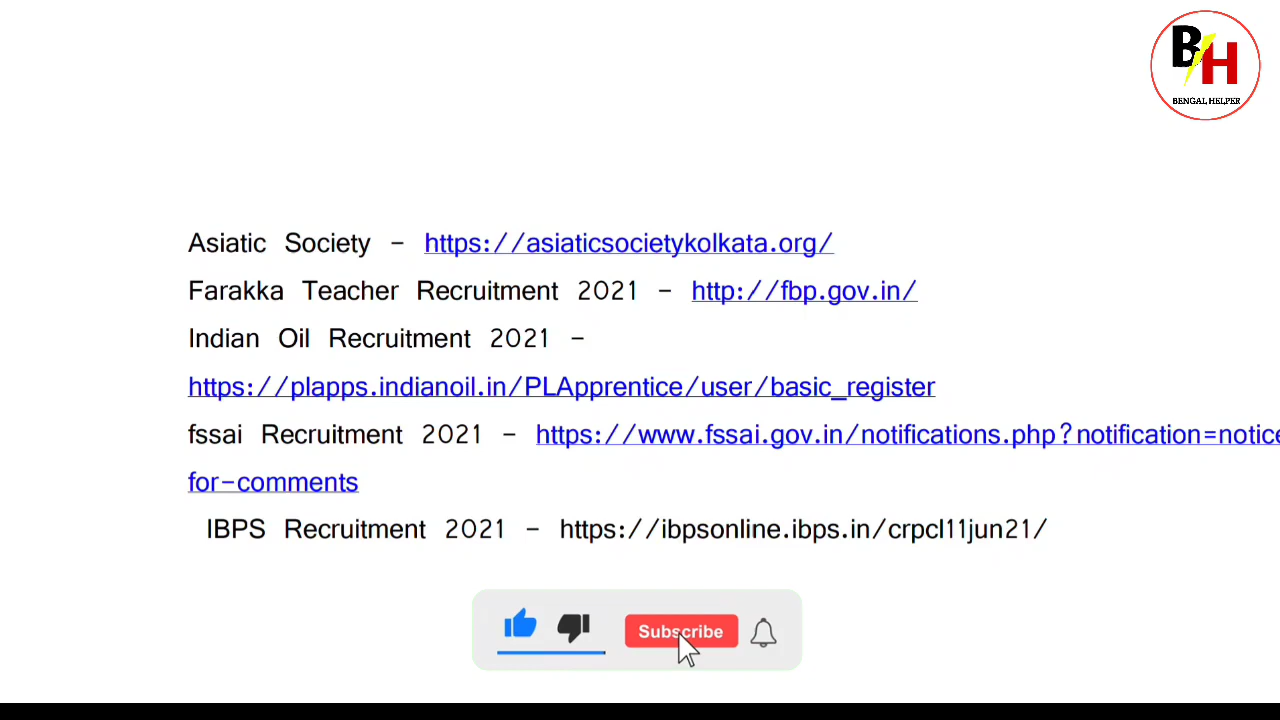 BH
BENGAL HELPER
Asiatic Society - https://asiaticsocietykolkata.org/
Farakka Teacher Recruitment 2021 - http://fbp.gov.in/
Indian Oil Recruitment 2021 -
https://plapps.indianoil.in/PLApprentice/user/basic_register
fssai Recruitment 2021 - https://www.fssai.gov.in/notifications.php?notification=notice
for-comments
IBPS Recruitment 2021 - https://ibpsonline.ibps.in/crpcl11jun21/
Subscribe